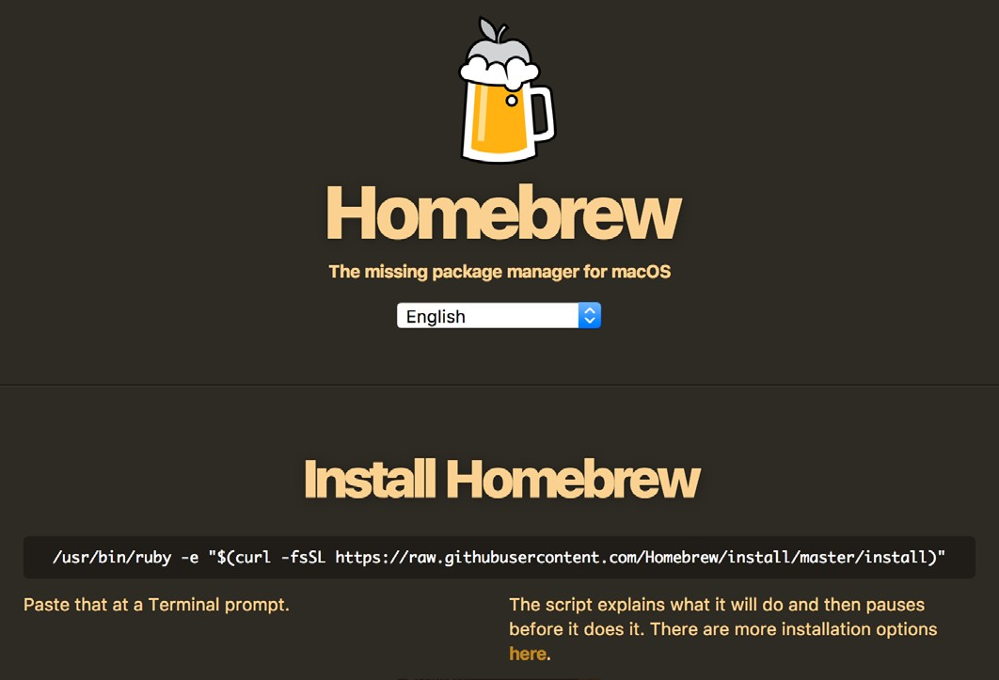 Homebrew
The missing package manager for macOS
English
Install Homebrew
/usr/bin/ruby -e "$(curl -fsSL https://raw.githubusercontent.com/Homebrew/install/master/install)"
Paste that at a Terminal prompt.
The script explains what it will do and then pauses
before it does it. There are more installation options
here.